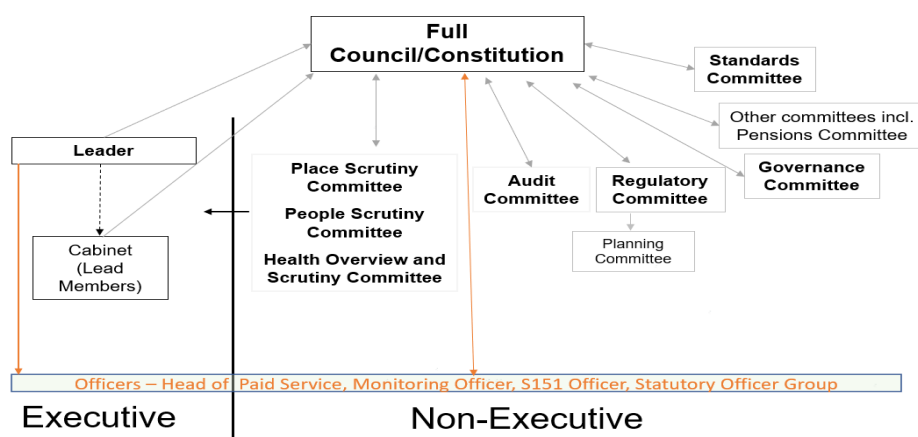 Full
Council/Constitution
Standards
Committee
Other committees incl.
Pensions Committee
Leader
Place Scrutiny
Committee
People Scrutiny
Committee
Health Overview and
Scrutiny Committee
Audit
Committee
Regulatory
Committee
Governance
Committee
Cabinet
(Lead
Members)
Planning
Committee
Officers – Head of Paid Service, Monitoring Officer, S151 Officer, Statutory Officer Group
Executive
Non-Executive